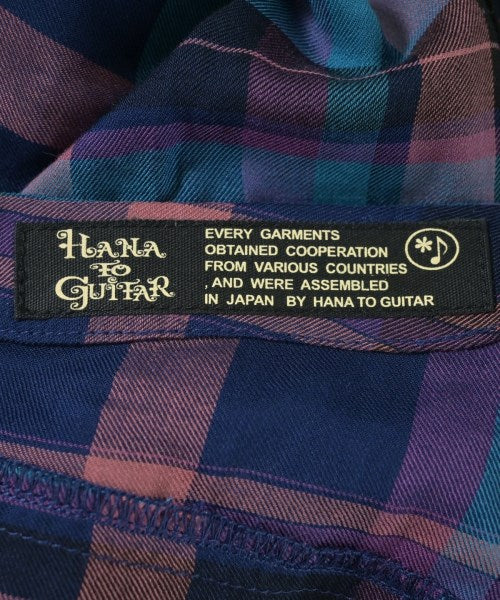 HANA
TO
GUITAR
EVERY GARMENTS
OBTAINED COOPERATION
FROM VARIOUS COUNTRIES
, AND WERE ASSEMBLED
IN JAPAN BY HANA TO GUITAR
*♪